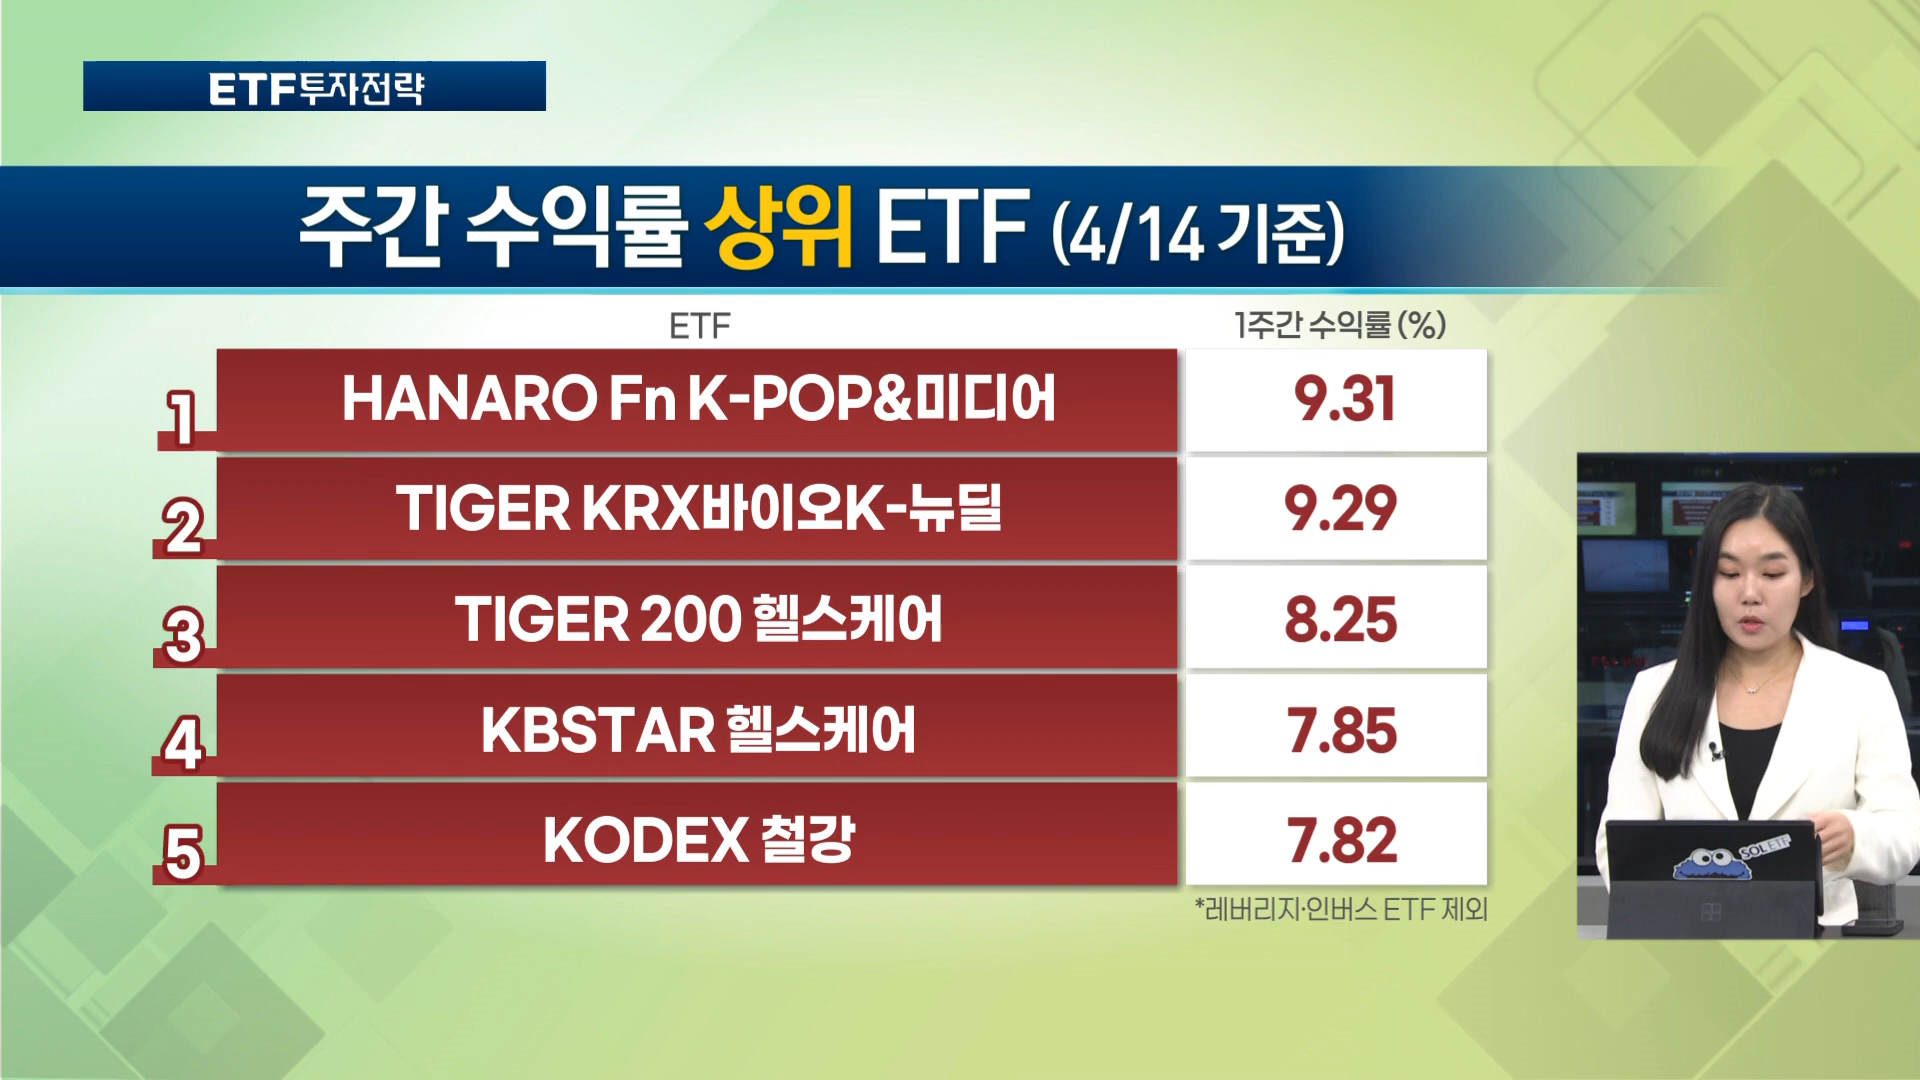 ETF투자전략
주간 수익률 상위 ETF (4/14 기준)
ETF 1주간 수익률 (%)
1 HANARO Fn K-POP&미디어 9.31
2 TIGER KRX바이오K-뉴딜 9.29
3 TIGER 200 헬스케어 8.25
4 KBSTAR 헬스케어 7.85
5 KODEX 철강 7.82
*레버리지·인버스 ETF 제외
SOL ETF